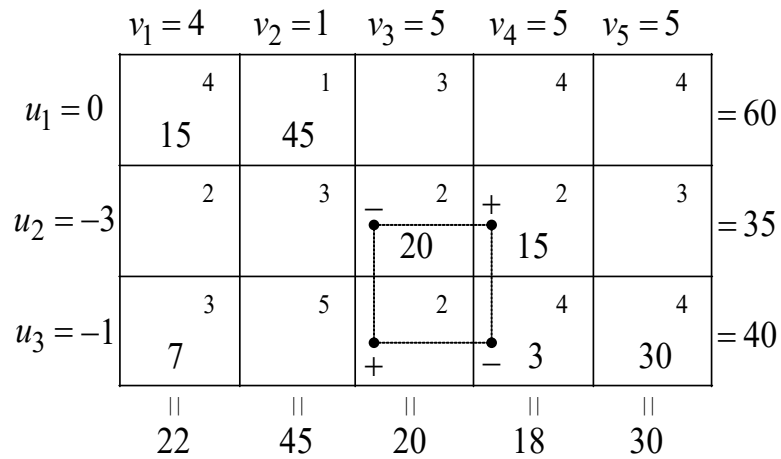 v₁ = 4 v₂ = 1 v₃ = 5 v₄ = 5 v₅ = 5
4 1 3 4 4
u₁ = 0 15 45 = 60
2 3 2 2 3
− +
u₂ = −3 20 15 = 35
3 5 2 4 4
u₃ = −1 7 + − 3 30 = 40
= = = = =
22 45 20 18 30